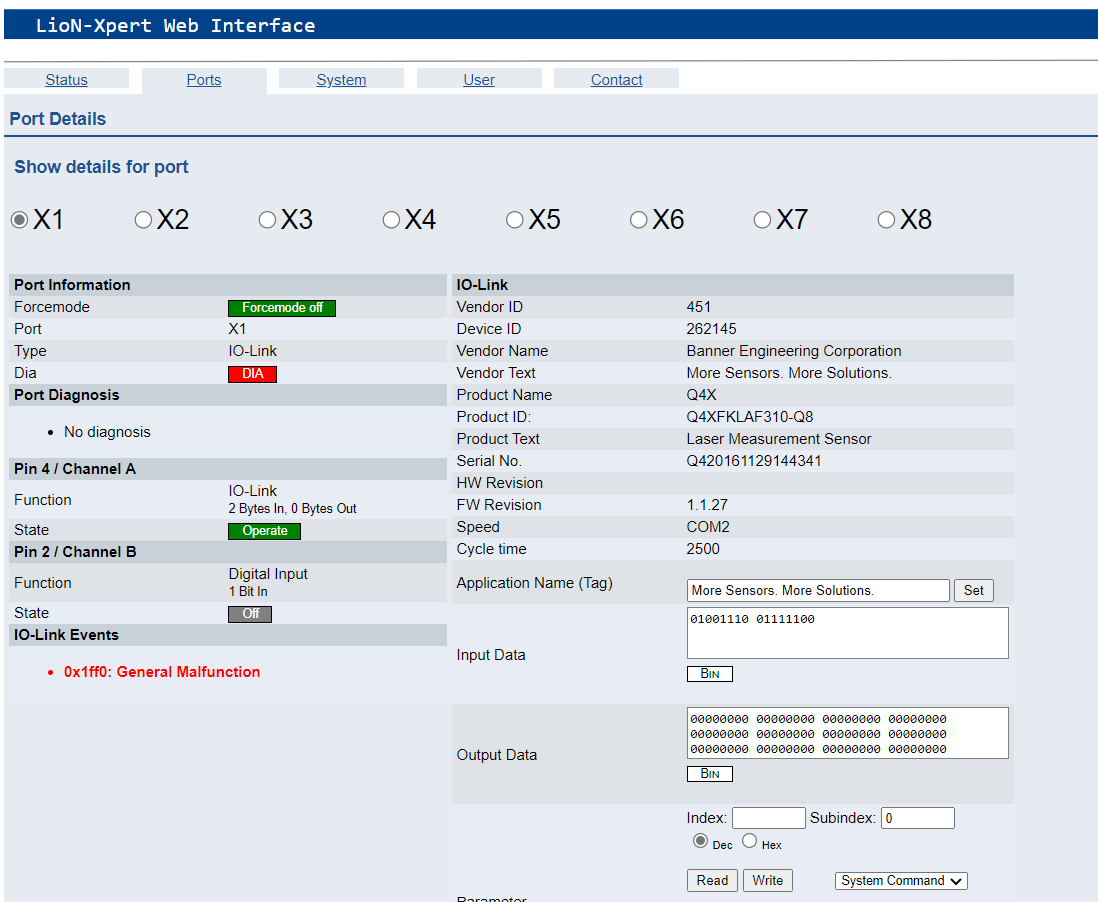 LioN-Xpert Web Interface
Status Ports System User Contact
Port Details
Show details for port
X1 X2 X3 X4 X5 X6 X7 X8
Port Information
Forcemode Forcemode off
Port X1
Type IO-Link
Dia DIA
Port Diagnosis
No diagnosis
Pin 4 / Channel A
Function IO-Link
2 Bytes In, 0 Bytes Out
State Operate
Pin 2 / Channel B
Function Digital Input
1 Bit In
State Off
IO-Link Events
0x1ff0: General Malfunction
IO-Link
Vendor ID 451
Device ID 262145
Vendor Name Banner Engineering Corporation
Vendor Text More Sensors. More Solutions.
Product Name Q4X
Product ID: Q4XFKLAF310-Q8
Product Text Laser Measurement Sensor
Serial No. Q420161129144341
HW Revision
FW Revision 1.1.27
Speed COM2
Cycle time 2500
Application Name (Tag) More Sensors. More Solutions. Set
Input Data 01001110 01111100
Bin
Output Data 00000000 00000000 00000000 00000000
00000000 00000000 00000000 00000000
00000000 00000000 00000000 00000000
Bin
Index: Subindex: 0
Dec Hex
Read Write System Command
Parameter